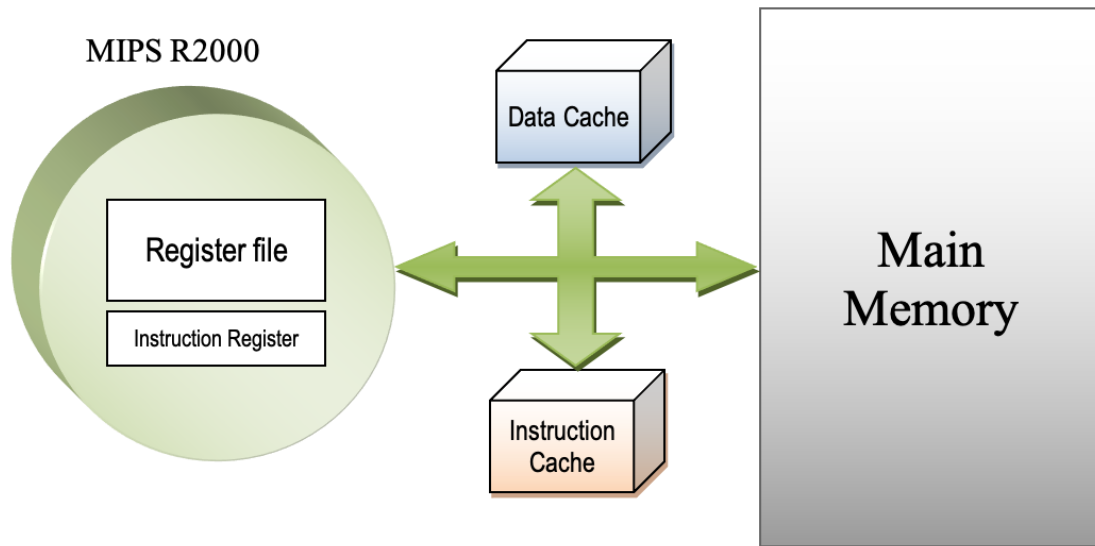 MIPS R2000
Register file
Instruction Register
Data Cache
Instruction
Cache
Main
Memory